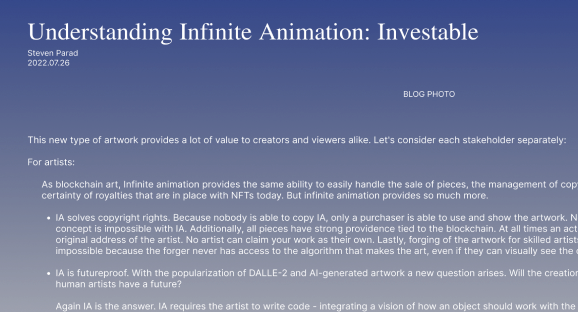 Understanding Infinite Animation: Investable
Steven Parad
2022.07.26
BLOG PHOTO
This new type of artwork provides a lot of value to creators and viewers alike. Let's consider each stakeholder separately:
For artists:
As blockchain art, Infinite animation provides the same ability to easily handle the sale of pieces, the management of cop
certainty of royalties that are in place with NFTs today. But infinite animation provides so much more.
• IA solves copyright rights. Because nobody is able to copy IA, only a purchaser is able to use and show the artwork. N
concept is impossible with IA. Additionally, all pieces have strong providence tied to the blockchain. At all times an act
original address of the artist. No artist can claim your work as their own. Lastly, forging of the artwork for skilled artist
impossible because the forger never has access to the algorithm that makes the art, even if they can visually see the
• IA is futureproof. With the popularization of DALLE-2 and AI-generated artwork a new question arises. Will the creation
human artists have a future?
Again IA is the answer. IA requires the artist to write code - integrating a vision of how an object should work with the